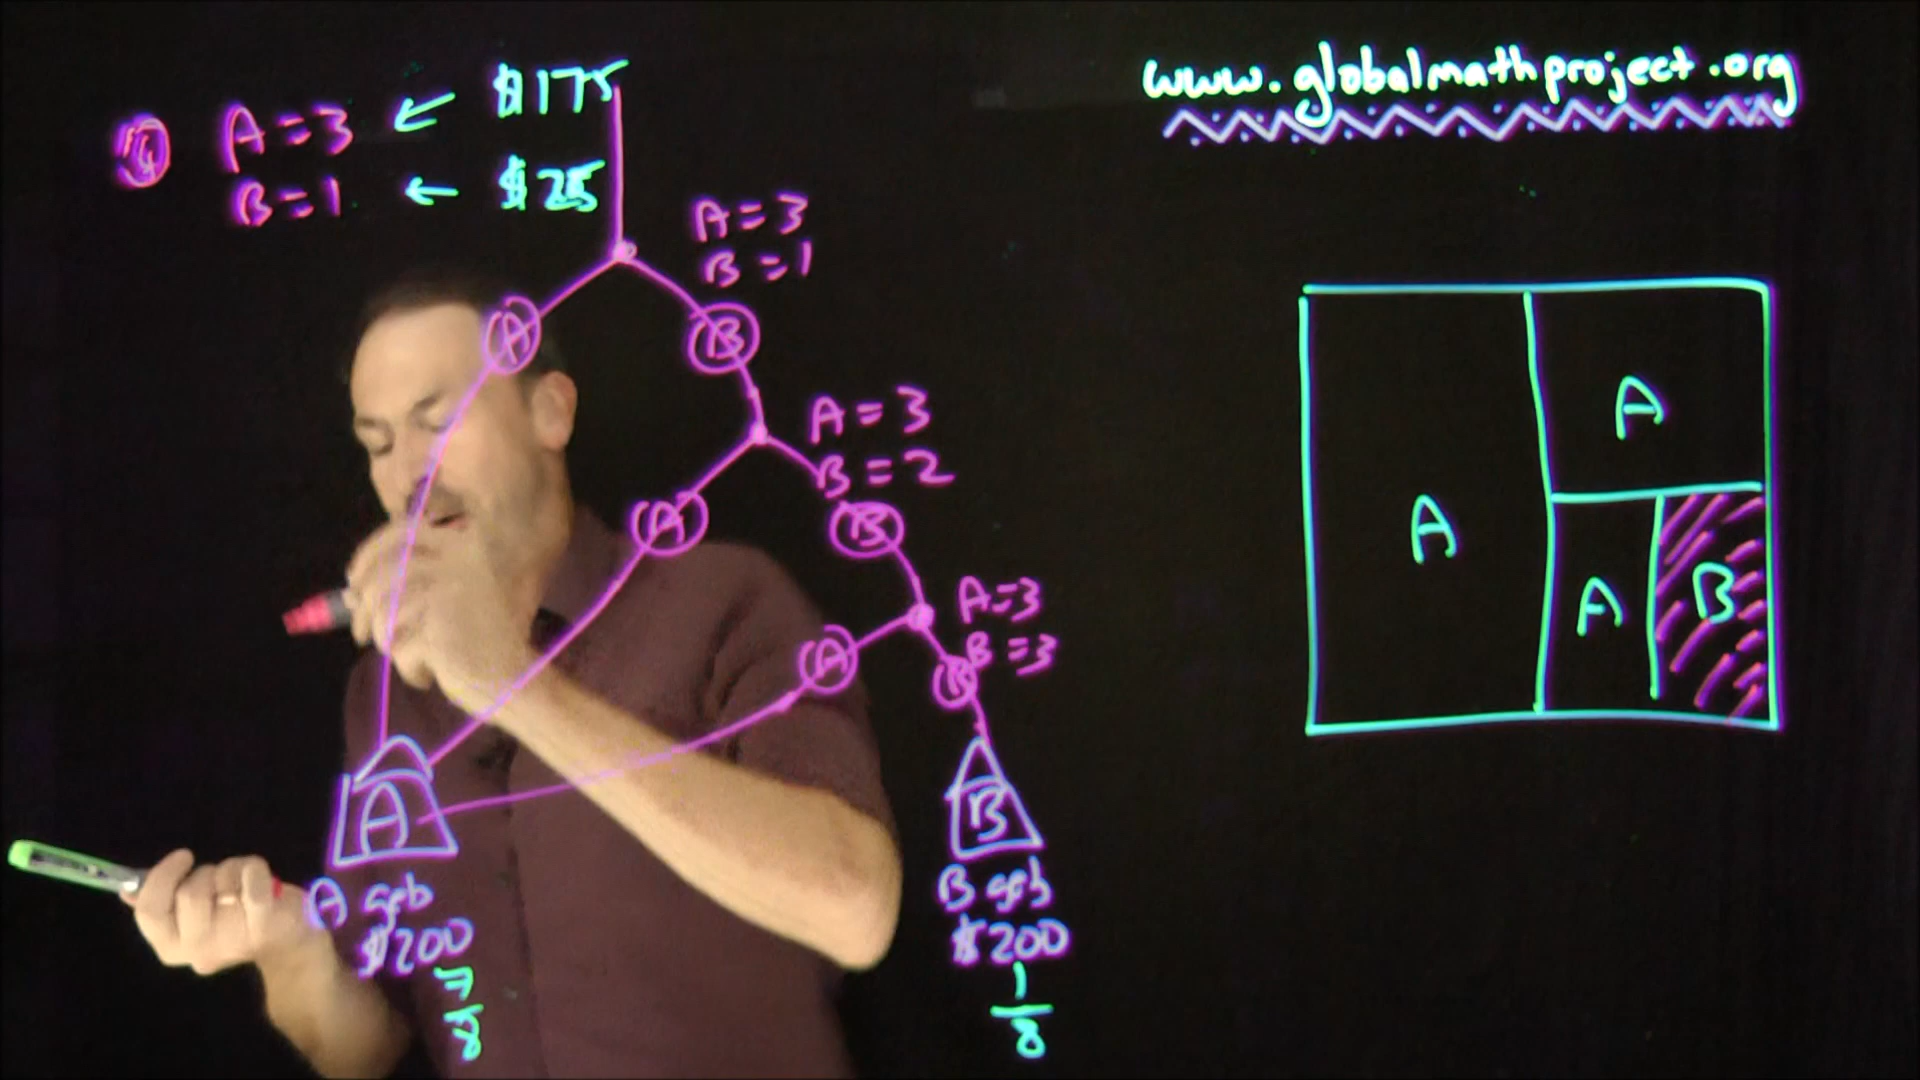 www.globalmathproject.org
A=3 ← $175
B=1 ← $25
A=3
B=1
A
B
A=3
B=2
A
B
A=3
B=3
A
B
A
B
A gets
$200
7/8
B gets
$200
1/8
A
A
A
B